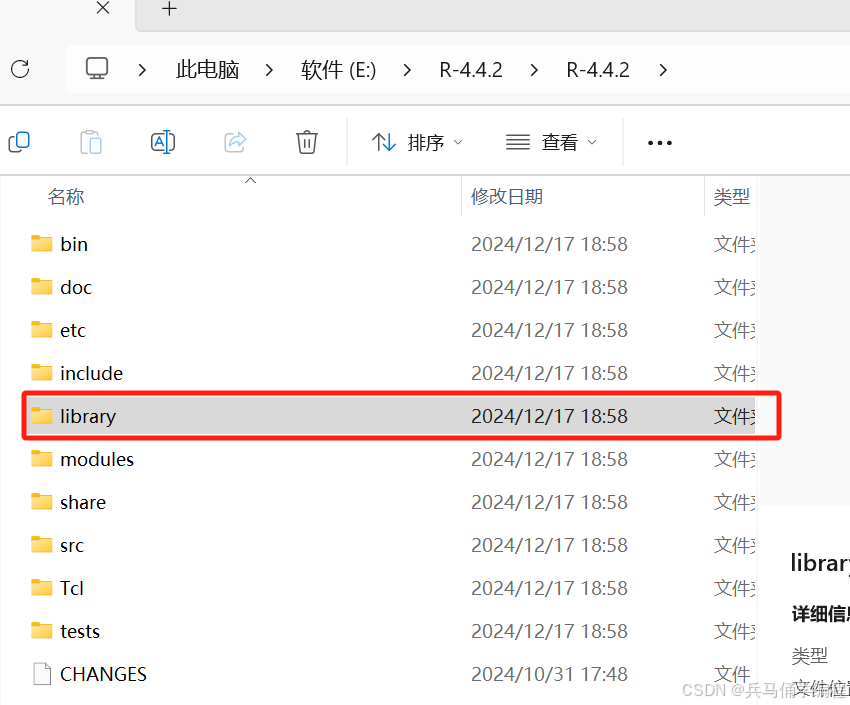 此电脑 软件 (E:) R-4.4.2 R-4.4.2
排序 查看
名称 修改日期 类型
bin 2024/12/17 18:58 文件
doc 2024/12/17 18:58 文件
etc 2024/12/17 18:58 文件
include 2024/12/17 18:58 文件
library 2024/12/17 18:58 文件
modules 2024/12/17 18:58 文件
share 2024/12/17 18:58 文件
src 2024/12/17 18:58 文件
Tcl 2024/12/17 18:58 文件
tests 2024/12/17 18:58 文件
CHANGES 2024/10/31 17:48 文件
library
详细信息
类型
文件位置
CSDN @兵马俑学编程